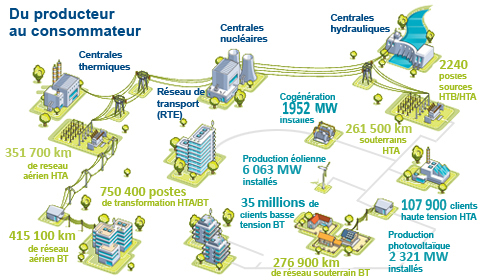 Du producteur
au consommateur
Centrales
thermiques
Centrales
nucléaires
Centrales
hydrauliques
Réseau de
transport
(RTE)
2240
postes
sources
HTB/HTA
Cogénération
1952 MW
installés
261 500 km
souterrains
HTA
351 700 km
de reseau
aérien HTA
Production éolienne
6 063 MW
installés
750 400 postes
de transformation HTA/BT
35 millions de
clients basse
tension BT
107 900 clients
haute tension HTA
415 100 km
de réseau
aérien BT
Production
photovoltaïque
2 321 MW
installés
276 900 km
de réseau souterrain BT